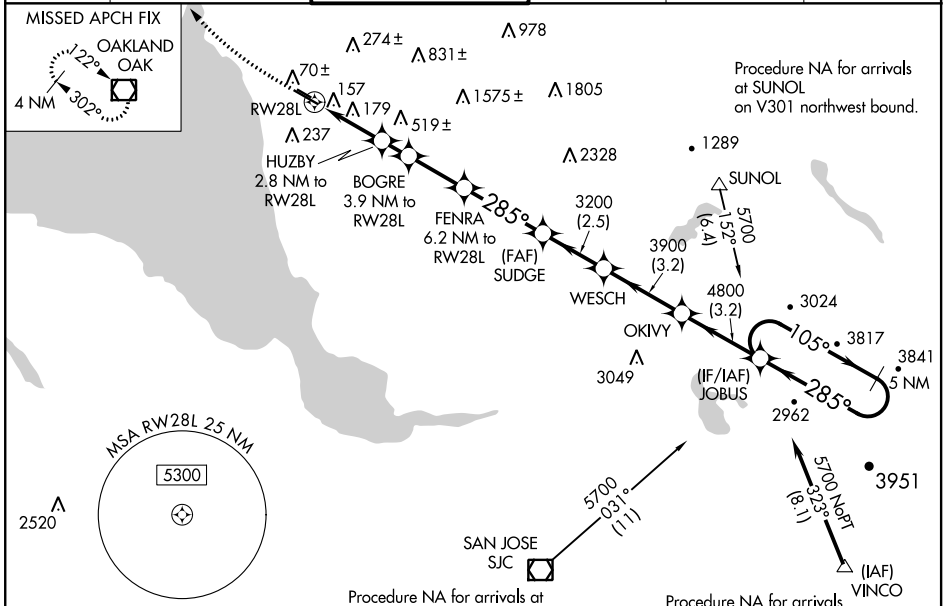 MISSED APCH FIX
OAKLAND
OAK
122°
302°
4 NM
274±
831±
978
70±
157
179
519±
1575±
1805
237
2328
RW28L
HUZBY
2.8 NM to
RW28L
BOGRE
3.9 NM to
RW28L
FENRA
6.2 NM to
RW28L
285°
(FAF)
SUDGE
3200
(2.5)
WESCH
3900
(3.2)
OKIVY
4800
(3.2)
(IF/IAF)
JOBUS
Procedure NA for arrivals
at SUNOL
on V301 northwest bound.
1289
SUNOL
5700
152°
(6.4)
3024
105°
3817
3841
5 NM
285°
2962
3049
3951
MSA RW28L 25 NM
5300
2520
5700
031°
(11)
SAN JOSE
SJC
5700 NoPT
323°
(8.1)
(IAF)
VINCO
Procedure NA for arrivals at
Procedure NA for arrivals